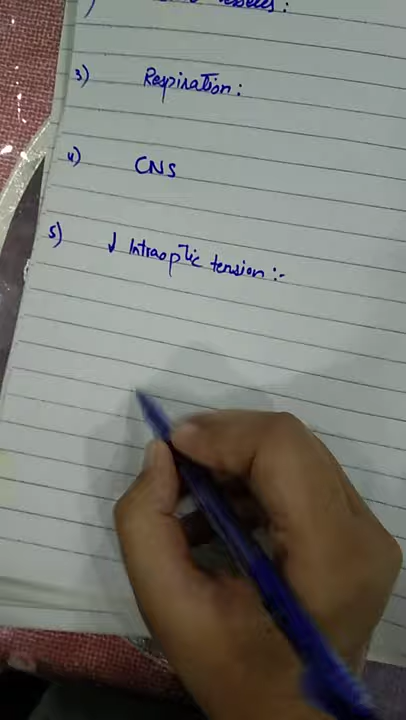 3) Respiration:
4) CNS
5) ↓ Intraoptic tension:-